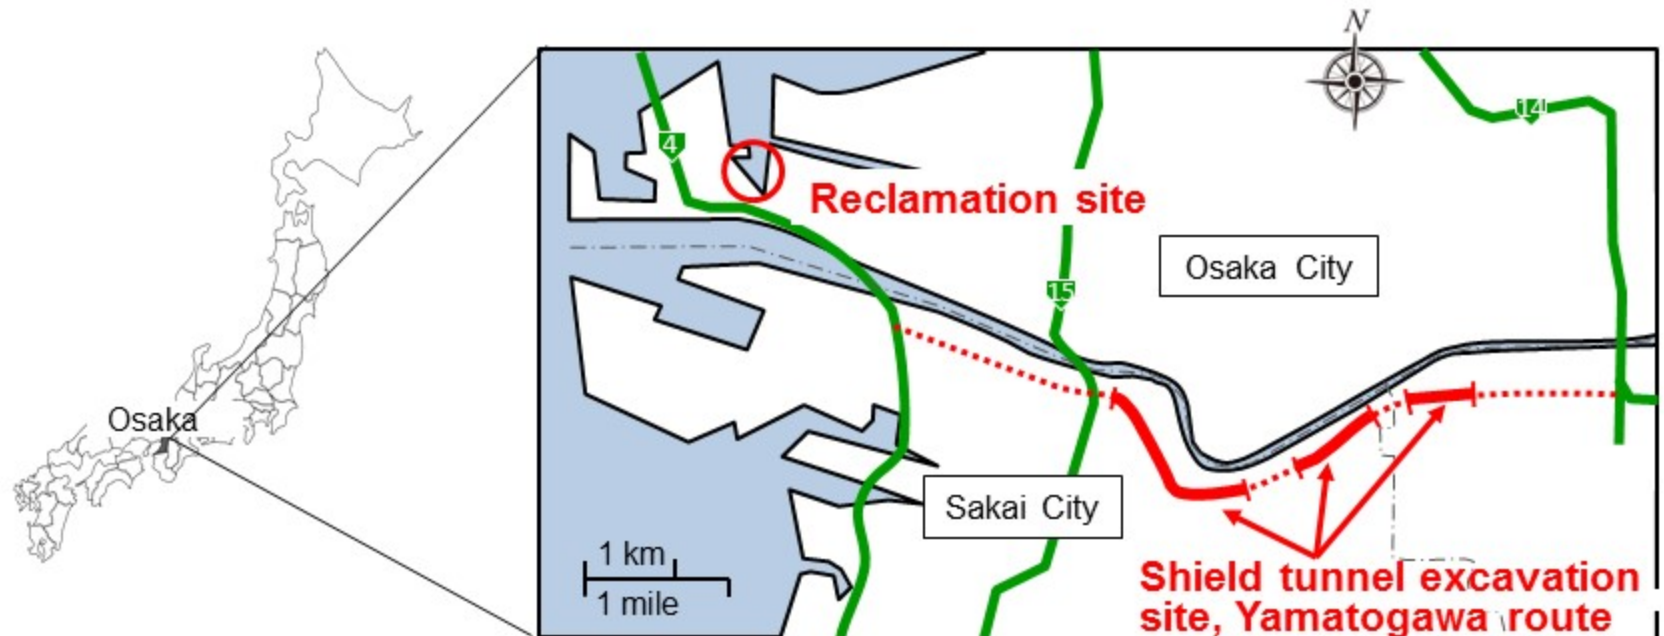 N
14
4
Reclamation site
Osaka City
15
Osaka
Sakai City
1 km
1 mile
Shield tunnel excavation
site, Yamatogawa route